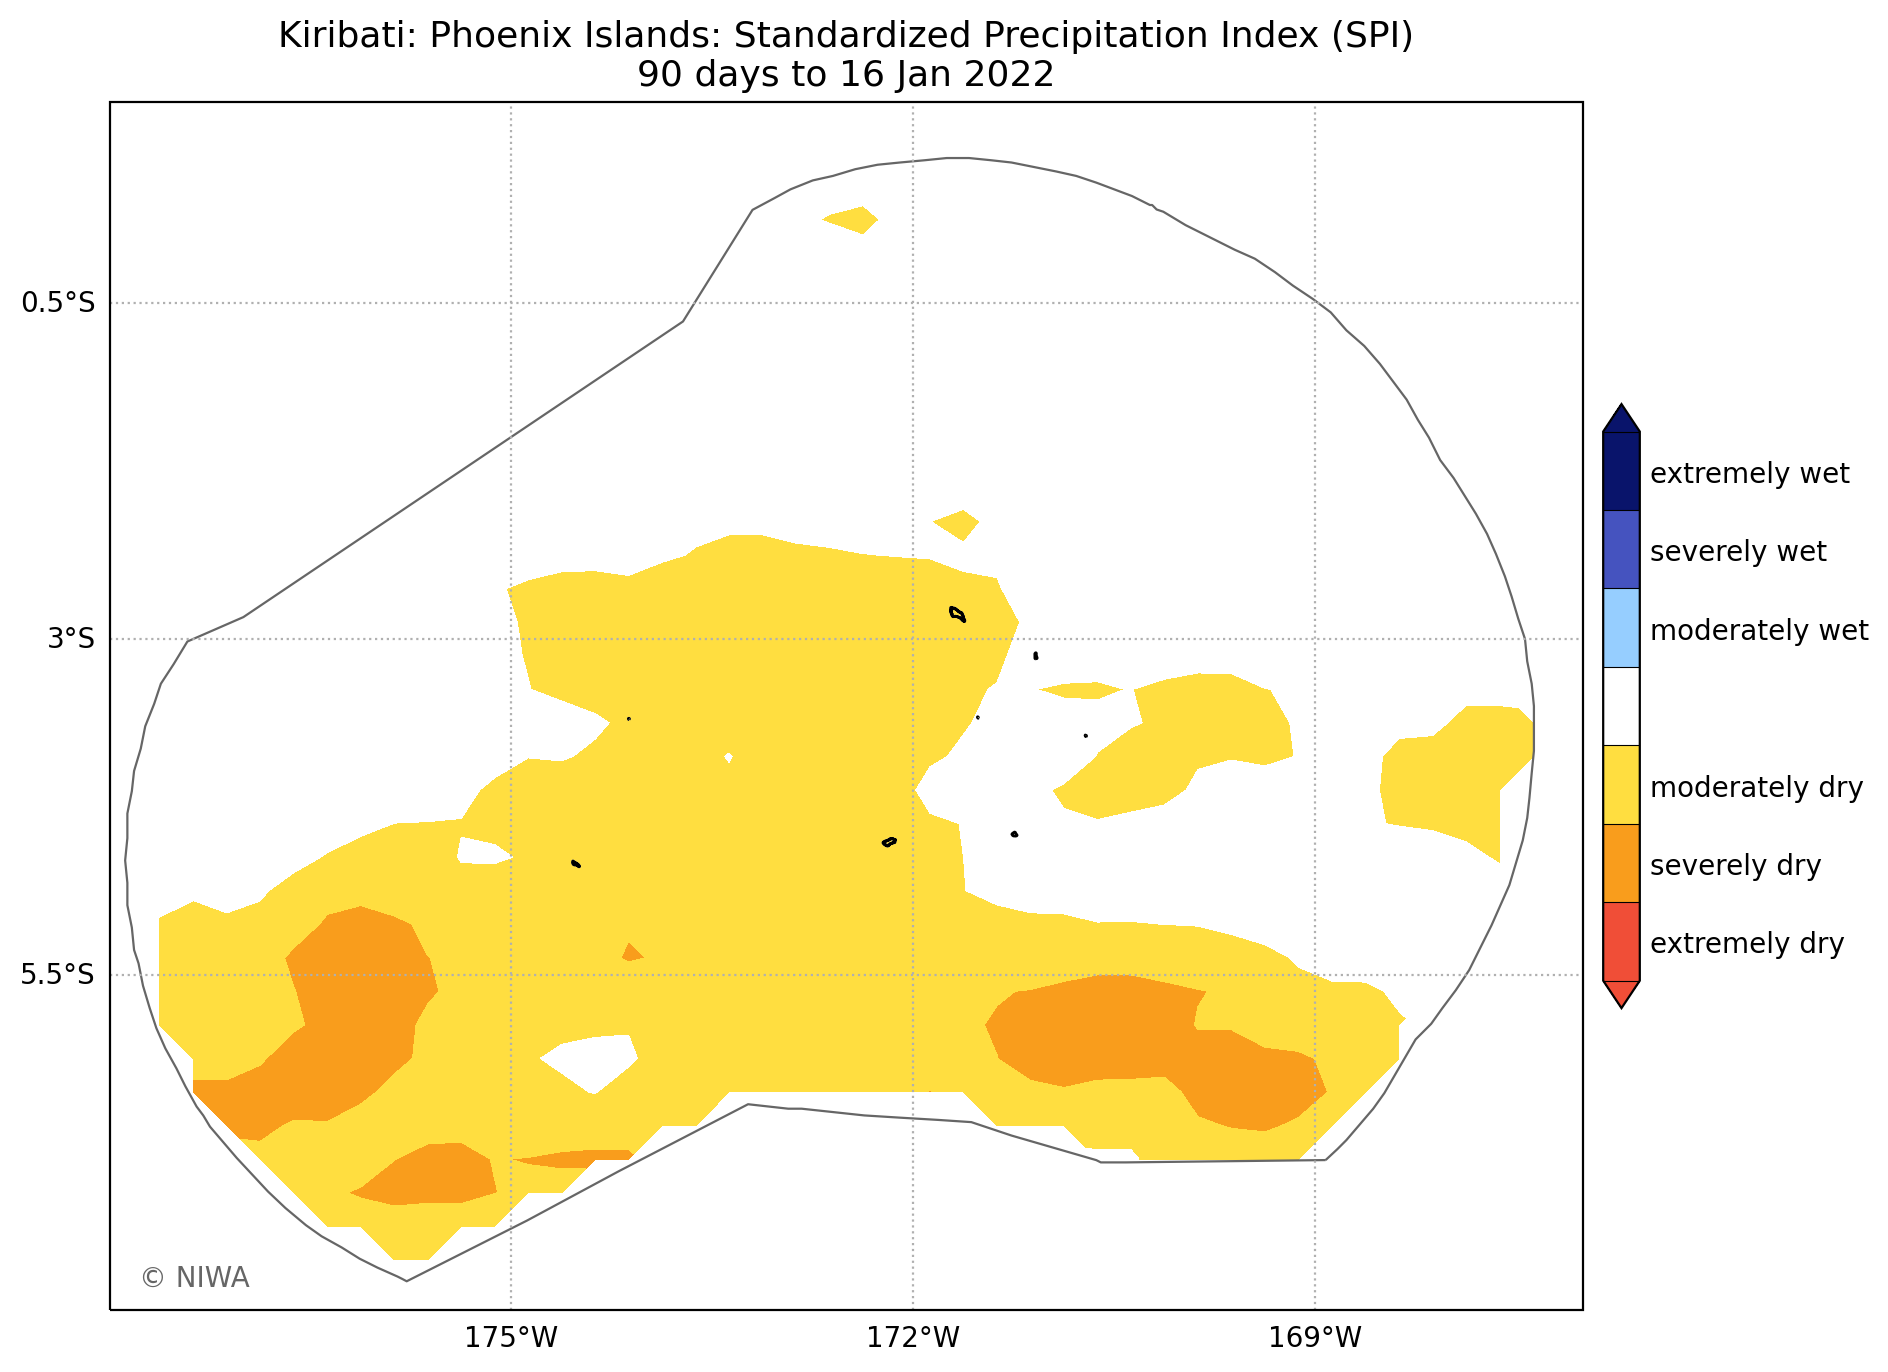 Kiribati: Phoenix Islands: Standardized Precipitation Index (SPI)
90 days to 16 Jan 2022
0.5°S
3°S
5.5°S
175°W
172°W
169°W
extremely wet
severely wet
moderately wet
moderately dry
severely dry
extremely dry
© NIWA